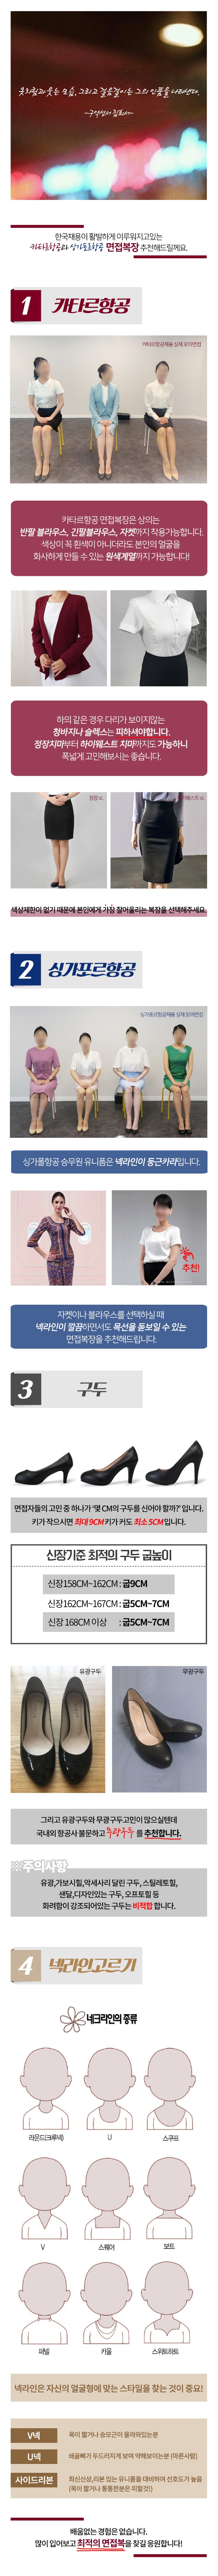 옷차림과 웃는 모습, 그리고 걸음걸이는 그의 인품을 나타낸다.
-구약성서 집회서-
한국채용이 활발하게 이루워지고있는
카타르항공과 싱가포르항공 면접복장 추천해드릴께요.
1 카타르항공
카타르항공채용 실제 모의면접
카타르항공 면접복장은 상의는
반팔 블라우스, 긴팔블라우스, 자켓까지 착용가능합니다.
색상이 꼭 흰색이 아니더라도 본인의 얼굴을
화사하게 만들 수 있는 원색계열까지 가능합니다!
하의 같은 경우 다리가 보이지않는
청바지나 슬랙스는 피하셔야합니다.
정장치마부터 하이웨스트 치마까지도 가능하니
폭넓게 고민해보시는 좋습니다.
색상제한이 없기 때문에 본인에게 가장 잘어울리는 복장을 선택해주세요.
2 싱가포르항공
싱가포르항공채용 실제 모의면접
싱가폴항공 승무원 유니폼은 넥라인이 둥근카라입니다.
추천!
자켓이나 블라우스를 선택하실 때
넥라인이 깔끔하면서도 목선을 돋보일 수 있는
면접복장을 추천해드립니다.
3 구두
면접자들의 고민 중 하나가 '몇 CM의 구두를 신어야 할까?' 입니다.
키가 작으시면 최대 9CM 키가 커도 최소 5CM 입니다.
신장기준 최적의 구두 굽높이
신장158CM~162CM : 굽9CM
신장162CM~167CM : 굽5CM~7CM
신장 168CM 이상 : 굽5CM~7CM
유광구두
무광구두
그리고 유광구두와 무광구두고민이 많으실텐데
국내외 항공사 불문하고 무광구두 를 추천합니다.
※주의사항
유광,가보시힐,악세사리 달린 구두, 스틸레토힐,
샌달,디자인있는 구두, 오프토힐 등
화려함이 강조되어있는 구두는 비적합 합니다.
4 넥라인고르기
네크라인의 종류
라운드(크루넥)
U
스쿠프
V
스퀘어
보트
파넬
카울
스위트하트
넥라인은 자신의 얼굴형에 맞는 스타일을 찾는 것이 중요!
V넥 목이 짧거나 승모근이 올라와있는분
U넥 쇄골뼈가 두드러지게 보여 약해보이는분 (마른사람)
사이드리본 최신신상,리본 있는 유니폼을 대비하여 선호도가 높음
(목이 짧거나 통통한분은 피할것!)
배움없는 경험은 없습니다.
많이 입어보고 최적의 면접복을 찾길 응원합니다!